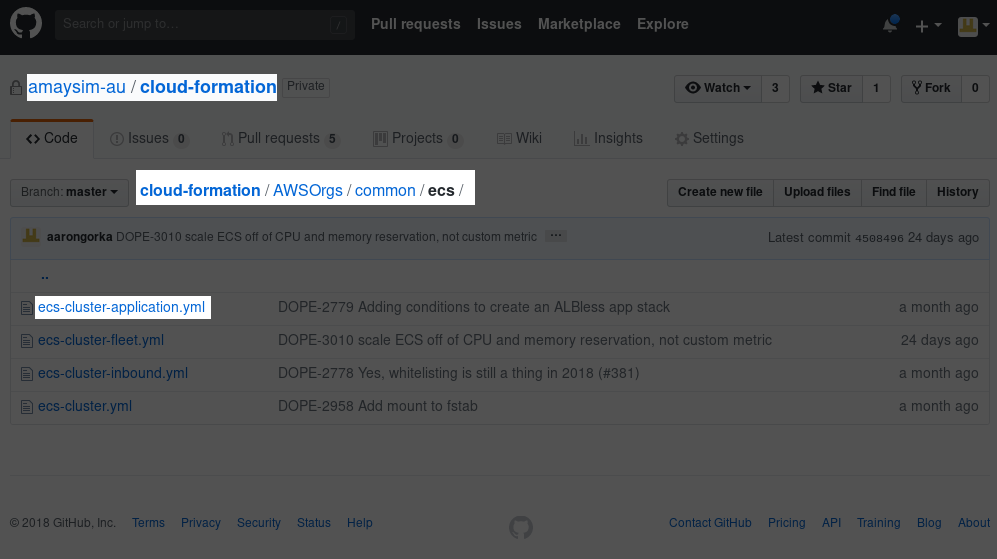 Search or jump to… / Pull requests Issues Marketplace Explore
amaysim-au / cloud-formation Private Watch 3 Star 1 Fork 0
Code Issues 0 Pull requests 5 Projects 0 Wiki Insights Settings
Branch: master cloud-formation / AWSOrgs / common / ecs / Create new file Upload files Find file History
aarongorka DOPE-3010 scale ECS off of CPU and memory reservation, not custom metric … Latest commit 4508496 24 days ago
..
ecs-cluster-application.yml DOPE-2779 Adding conditions to create an ALBless app stack a month ago
ecs-cluster-fleet.yml DOPE-3010 scale ECS off of CPU and memory reservation, not custom metric 24 days ago
ecs-cluster-inbound.yml DOPE-2778 Yes, whitelisting is still a thing in 2018 (#381) a month ago
ecs-cluster.yml DOPE-2958 Add mount to fstab a month ago
© 2018 GitHub, Inc. Terms Privacy Security Status Help Contact GitHub Pricing API Training Blog About